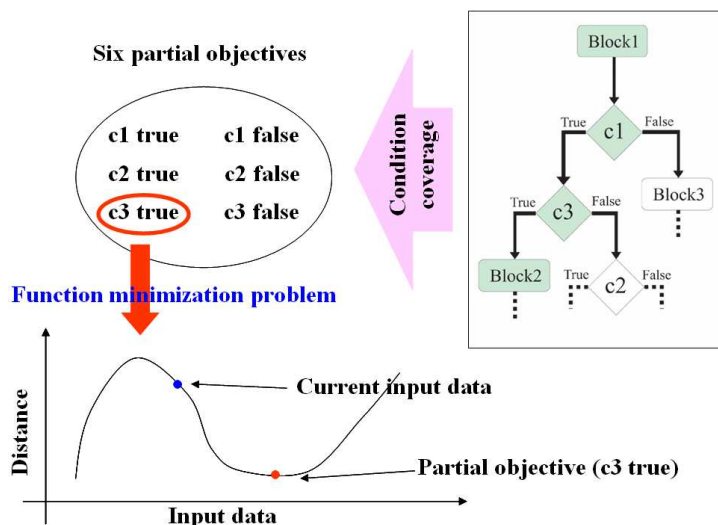 Six partial objectives
c1 true c1 false
c2 true c2 false
c3 true c3 false
Condition
coverage
Block1
True False
c1
Block3
True False
c3
Block2
True False
c2
Function minimization problem
Current input data
Partial objective (c3 true)
Distance
Input data